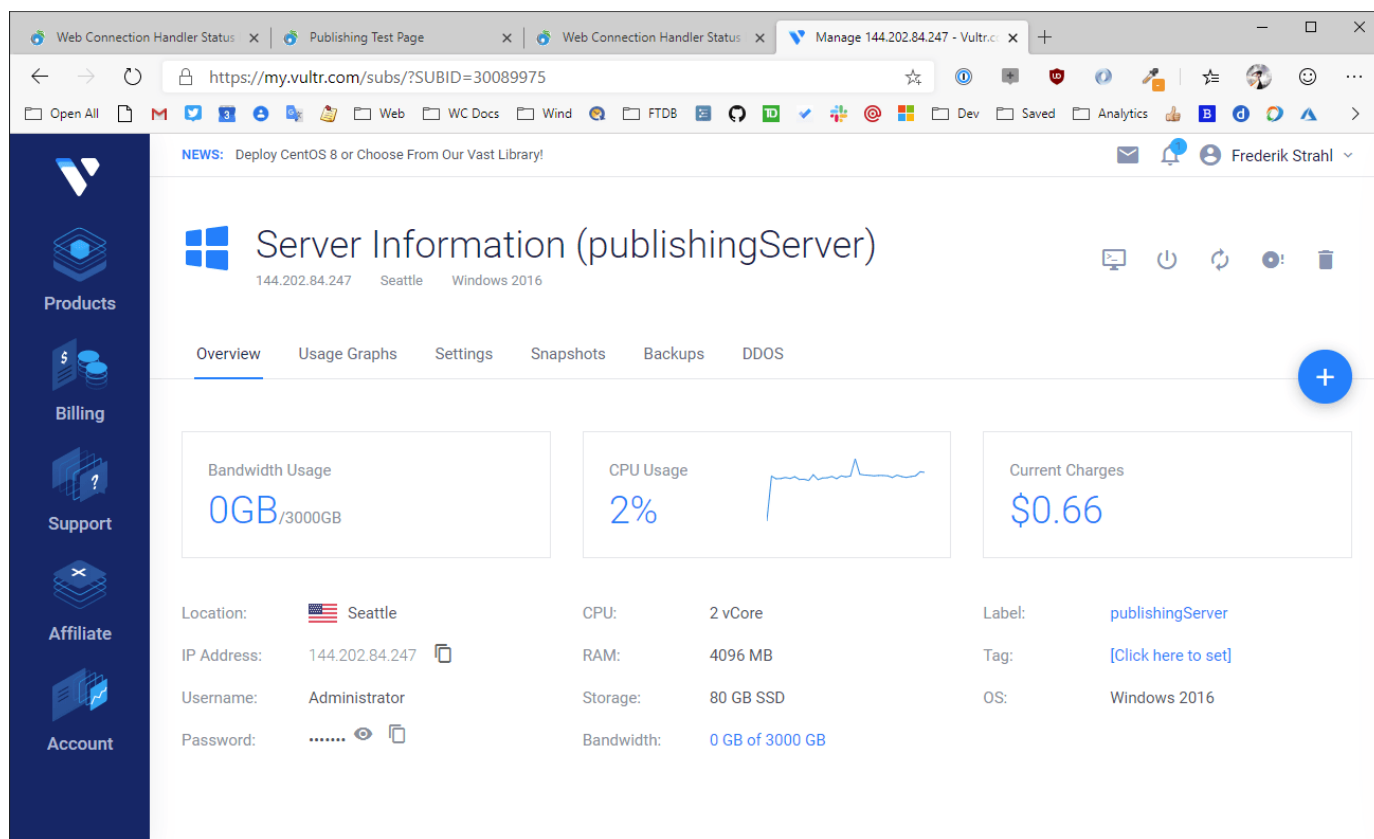 Web Connection Handler Status
Publishing Test Page
Web Connection Handler Status
Manage 144.202.84.247 - Vultr.c
https://my.vultr.com/subs/?SUBID=30089975
Open All
Web
WC Docs
Wind
FTDB
Dev
Saved
Analytics
NEWS: Deploy CentOS 8 or Choose From Our Vast Library!
1
Frederik Strahl
Server Information (publishingServer)
144.202.84.247 Seattle Windows 2016
Products
Billing
Support
Affiliate
Account
Overview
Usage Graphs
Settings
Snapshots
Backups
DDOS
Bandwidth Usage
0GB/3000GB
CPU Usage
2%
Current Charges
$0.66
Location: Seattle
IP Address: 144.202.84.247
Username: Administrator
Password: •••••••
CPU: 2 vCore
RAM: 4096 MB
Storage: 80 GB SSD
Bandwidth: 0 GB of 3000 GB
Label: publishingServer
Tag: [Click here to set]
OS: Windows 2016